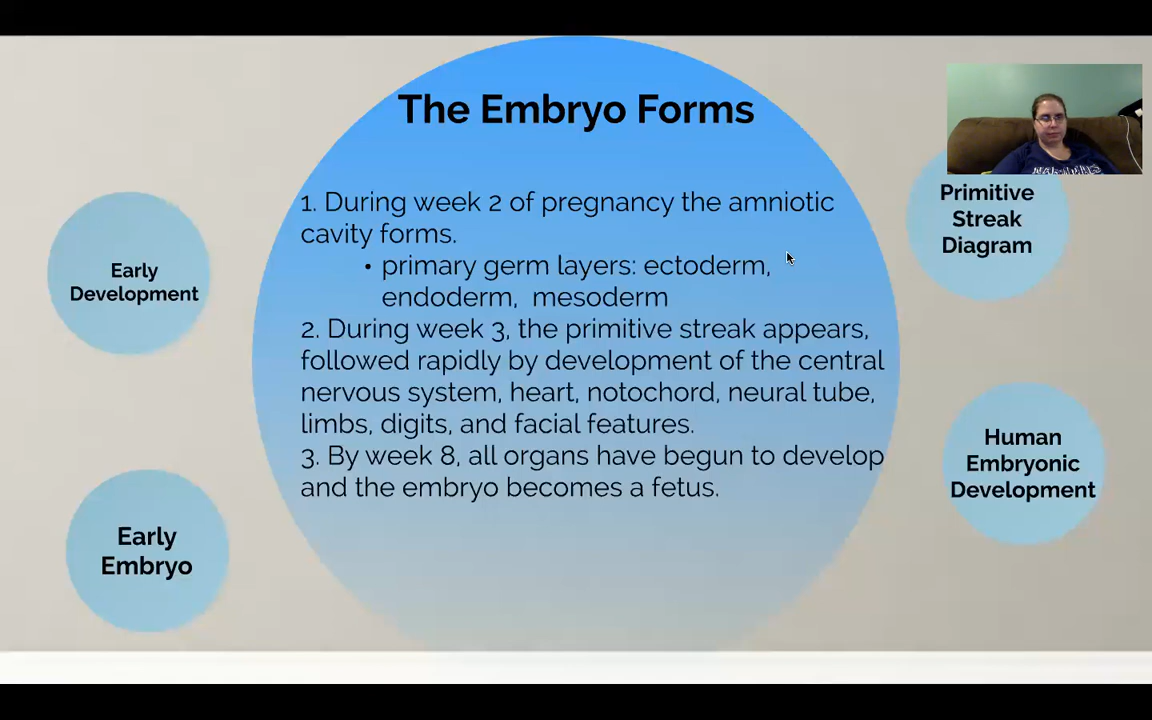 The Embryo Forms
1. During week 2 of pregnancy the amniotic
cavity forms.
• primary germ layers: ectoderm,
endoderm, mesoderm
2. During week 3, the primitive streak appears,
followed rapidly by development of the central
nervous system, heart, notochord, neural tube,
limbs, digits, and facial features.
3. By week 8, all organs have begun to develop
and the embryo becomes a fetus.
Early
Development
Early
Embryo
Primitive
Streak
Diagram
Human
Embryonic
Development